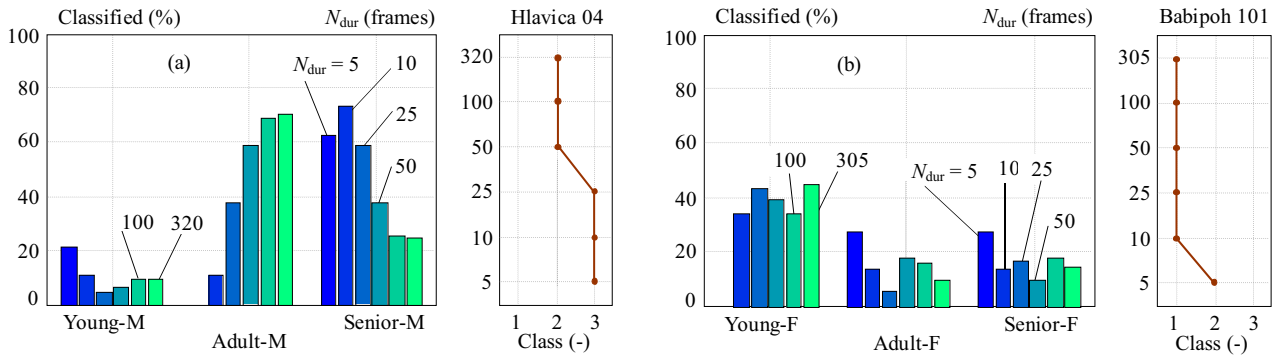 Classified (%) N_dur (frames)
100
80
60
40
20
0
(a)
N_dur = 5
10
25
50
100 320
Young-M
Adult-M
Senior-M
Hlavica 04
320
100
50
25
10
5
1 2 3
Class (-)
Classified (%) N_dur (frames)
100
80
60
40
20
0
(b)
100 305
N_dur = 5
10 25
50
Young-F
Adult-F
Senior-F
Babipoh 101
305
100
50
25
10
5
1 2 3
Class (-)